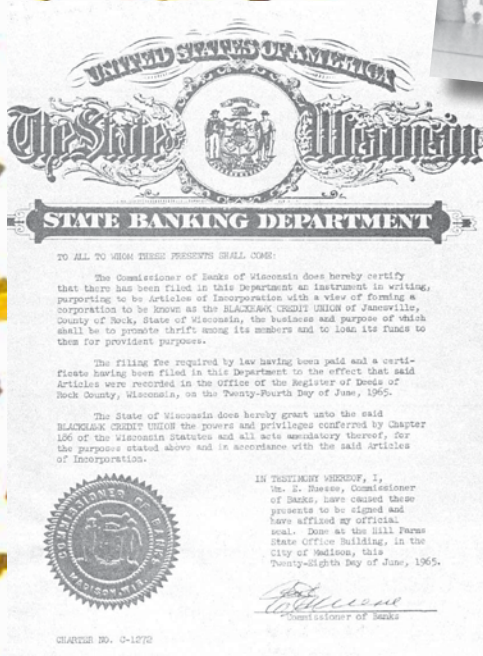 UNITED STATES OF AMERICA
The State
Wisconsin
STATE BANKING DEPARTMENT
TO ALL TO WHOM THESE PRESENTS SHALL COME:
The Commissioner of Banks of Wisconsin does hereby certify
that there has been filed in this Department an instrument in writing,
purporting to be Articles of Incorporation with a view of forming a
corporation to be known as the BLACKHAWK CREDIT UNION of Janesville,
County of Rock, State of Wisconsin, the business and purpose of which
shall be to promote thrift among its members and to loan its funds to
them for provident purposes.
The filing fee required by law having been paid and a certi-
ficate having been filed in this Department to the effect that said
Articles were recorded in the Office of the Register of Deeds of
Rock County, Wisconsin, on the Twenty-Fourth Day of June, 1965.
The State of Wisconsin does hereby grant unto the said
BLACKHAWK CREDIT UNION the powers and privileges conferred by Chapter
186 of the Wisconsin Statutes and all acts amendatory thereof, for
the purposes stated above and in accordance with the said Articles
of Incorporation.
IN TESTIMONY WHEREOF, I,
Wm. E. Nuesse, Commissioner
of Banks, have caused these
presents to be signed and
have affixed my official
seal. Done at the Hill Farms
State Office Building, in the
City of Madison, this
Twenty-Eighth Day of June, 1965.
Commissioner of Banks
COMMISSIONER OF BANKS
MADISON, WIS.
CHARTER NO. C-1272